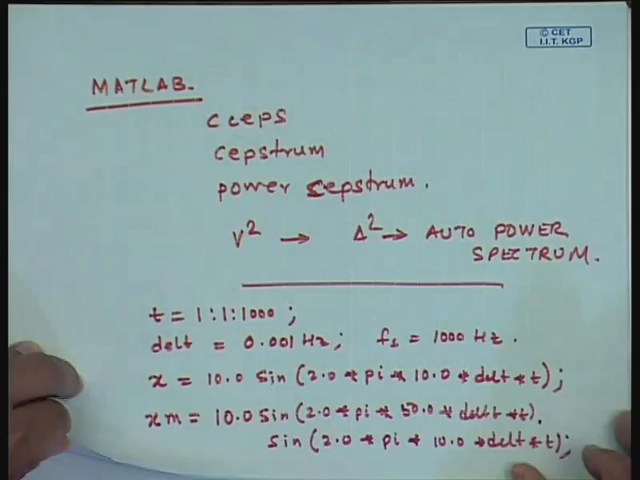 © CET
I.I.T. KGP
MATLAB.
cceps
cepstrum
power cepstrum.
V² → Δ² → AUTO POWER
SPECTRUM.
t = 1:1:1000 ;
delt = 0.001 Hz; fs = 1000 Hz.
x = 10.0 sin (2.0 * pi * 10.0 * delt * t);
xm = 10.0 sin (2.0 * pi * 50.0 * delt * t).
sin (2.0 * pi * 10.0 * delt * t);